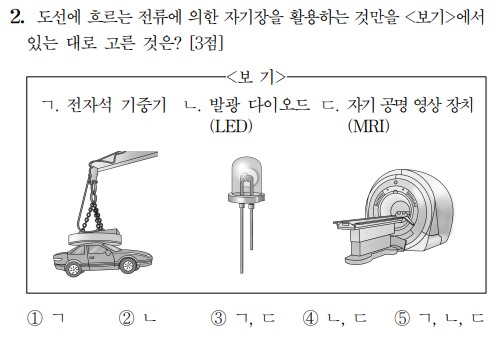 2. 도선에 흐르는 전류에 의한 자기장을 활용하는 것만을 <보기>에서
있는 대로 고른 것은? [3점]
<보 기>
ㄱ. 전자석 기중기 ㄴ. 발광 다이오드 ㄷ. 자기 공명 영상 장치
(LED) (MRI)
① ㄱ ② ㄴ ③ ㄱ, ㄷ ④ ㄴ, ㄷ ⑤ ㄱ, ㄴ, ㄷ